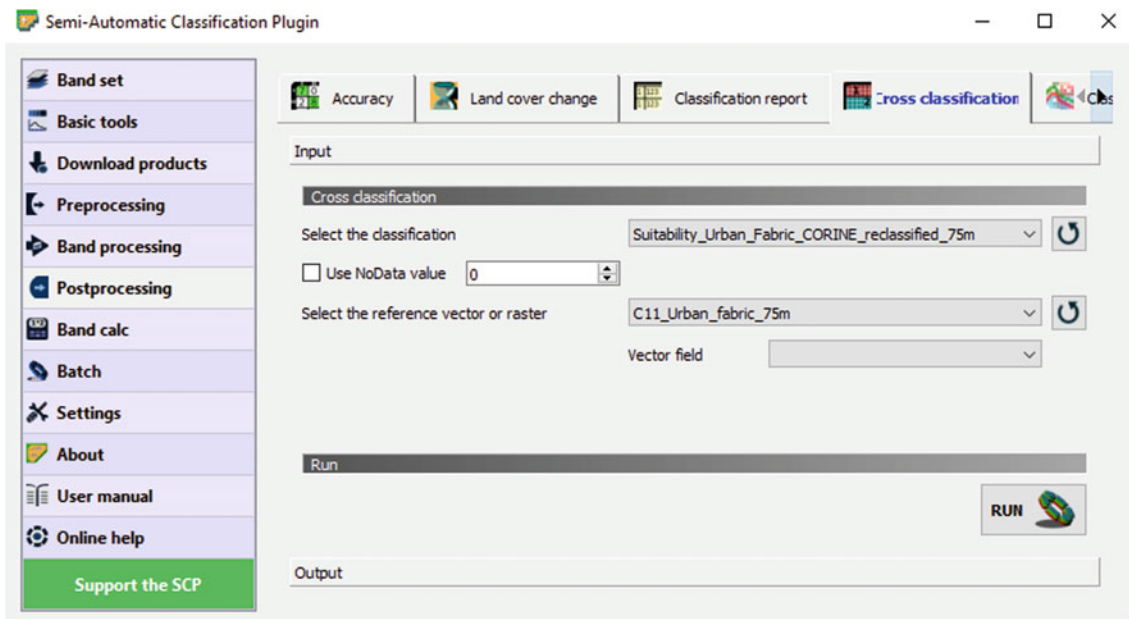 Semi-Automatic Classification Plugin
Band set
Basic tools
Download products
Preprocessing
Band processing
Postprocessing
Band calc
Batch
Settings
About
User manual
Online help
Support the SCP
Accuracy
Land cover change
Classification report
Cross classification
Clas
Input
Cross classification
Select the classification
Suitability_Urban_Fabric_CORINE_reclassified_75m
Use NoData value
0
Select the reference vector or raster
C11_Urban_fabric_75m
Vector field
Run
RUN
Output